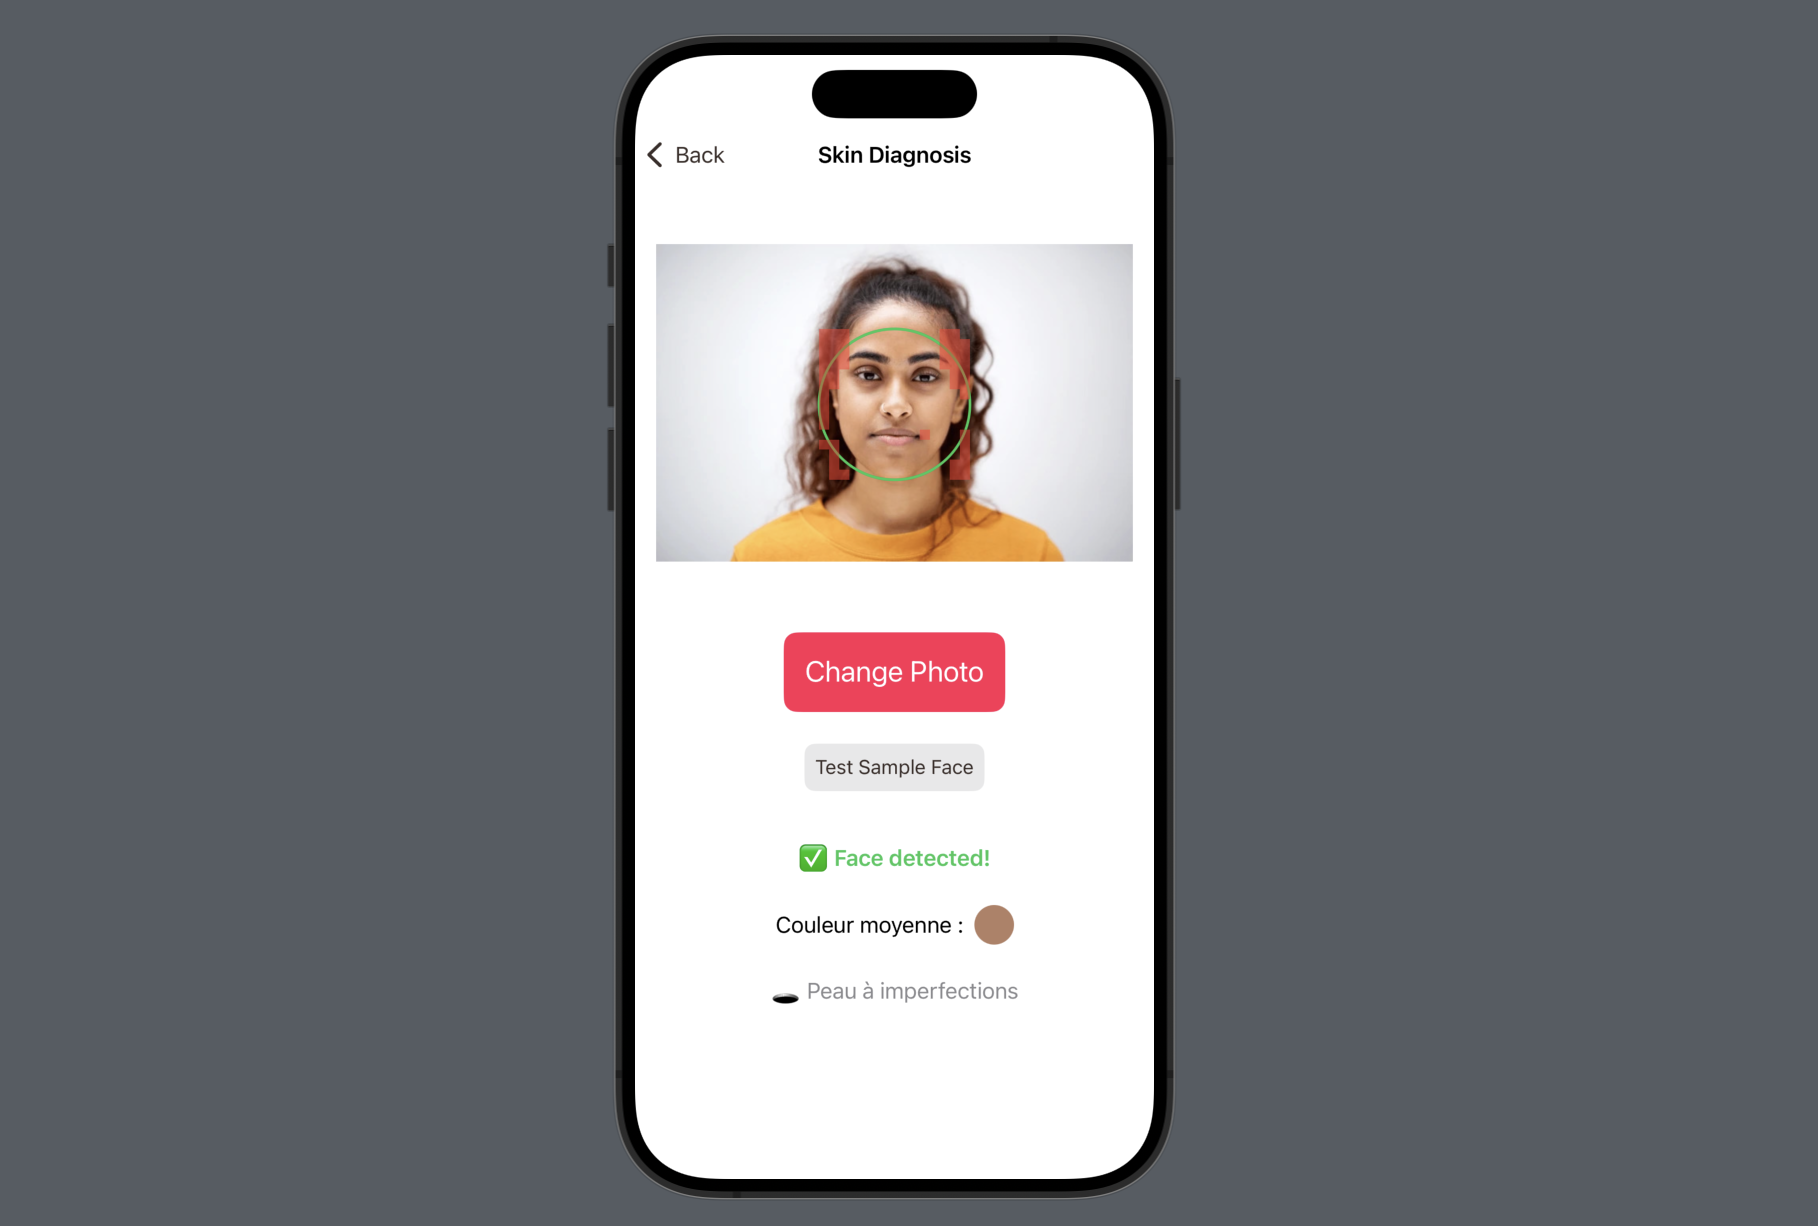 Back
Skin Diagnosis
Change Photo
Test Sample Face
✅ Face detected!
Couleur moyenne :
🕳️ Peau à imperfections